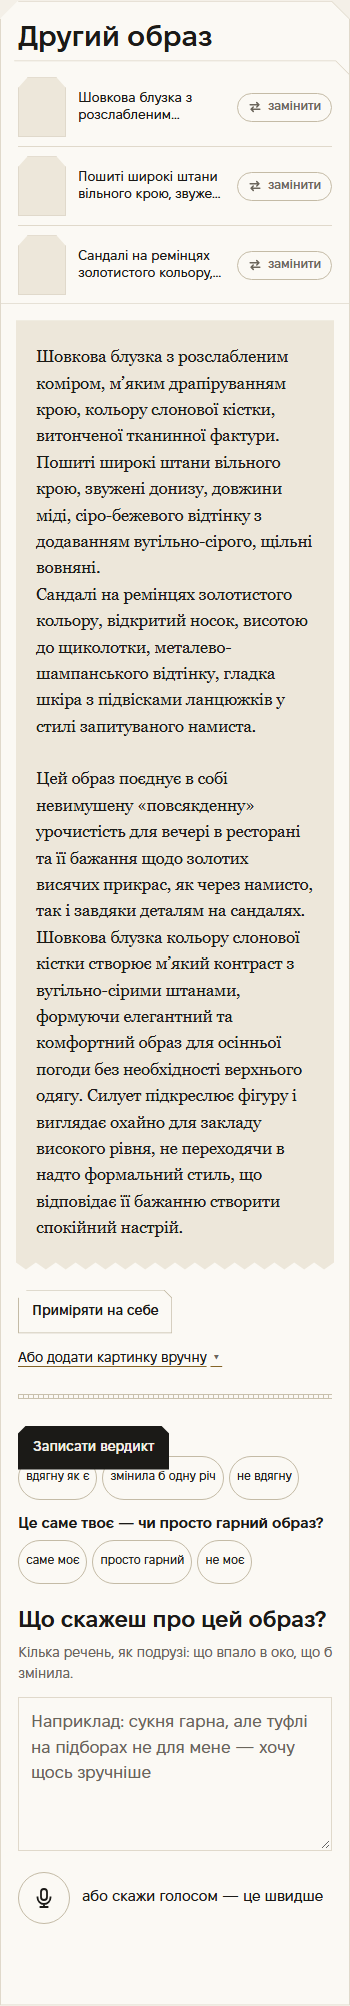 Другий образ
Шовкова блузка з
розслабленим...
замінити
Пошиті широкі штани
вільного крою, звуже...
замінити
Сандалі на ремінцях
золотистого кольору,...
замінити
Шовкова блузка з розслабленим
коміром, м’яким драпіруванням
крою, кольору слонової кістки,
витонченої тканинної фактури.
Пошиті широкі штани вільного
крою, звужені донизу, довжини
міді, сіро-бежевого відтінку з
додаванням вугільно-сірого, щільні
вовняні.
Сандалі на ремінцях золотистого
кольору, відкритий носок, висотою
до щиколотки, металево-
шампанського відтінку, гладка
шкіра з підвісками ланцюжків у
стилі запитуваного намиста.
Цей образ поєднує в собі
невимушену «повсякденну»
урочистість для вечері в ресторані
та її бажання щодо золотих
висячих прикрас, як через намисто,
так і завдяки деталям на сандалях.
Шовкова блузка кольору слонової
кістки створює м’який контраст з
вугільно-сірими штанами,
формуючи елегантний та
комфортний образ для осінньої
погоди без необхідності верхнього
одягу. Силует підкреслює фігуру і
виглядає охайно для закладу
високого рівня, не переходячи в
надто формальний стиль, що
відповідає її бажанню створити
спокійний настрій.
Приміряти на себе
Або додати картинку вручну
Записати вердикт
вдягну як є
змінила б одну річ
не вдягну
Це саме твоє — чи просто гарний образ?
саме моє
просто гарний
не моє
Що скажеш про цей образ?
Кілька речень, як подрузі: що впало в око, що б
змінила.
Наприклад: сукня гарна, але туфлі
на підборах не для мене — хочу
щось зручніше
або скажи голосом — це швидше